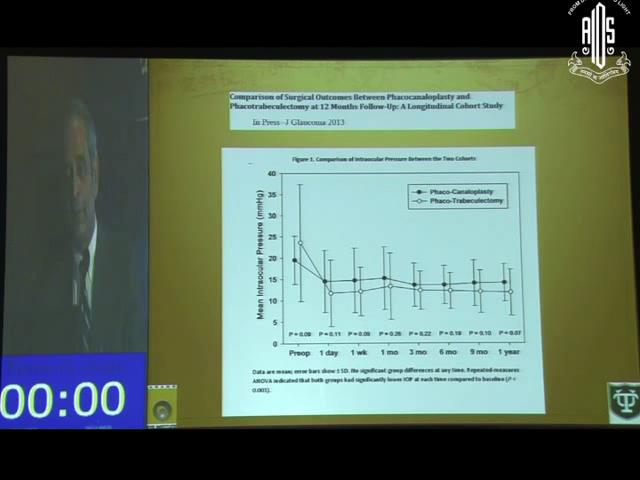 AIOS
Comparison of Surgical Outcomes Between Phacocanaloplasty and
Phacotrabeculectomy at 12 Months Follow-Up: A Longitudinal Cohort Study
In Press J Glaucoma 2013
Figure 1. Comparison of Intraocular Pressure Between the Two Cohorts
Mean Intraocular Pressure (mmHg)
40
35
30
25
20
15
10
5
0
Phaco-Canaloplasty
Phaco-Trabeculectomy
P = 0.09 P = 0.11 P = 0.09 P = 0.22 P = 0.19 P = 0.10 P = 0.07
Preop 1 day 1 wk 1 mo 3 mo 6 mo 9 mo 1 year
Data are mean; error bars show ± SD. No significant group differences at any time. Repeated-measures
ANOVA indicated that both groups had significantly lower IOP at each time compared to baseline (P <
0.001).
00:00